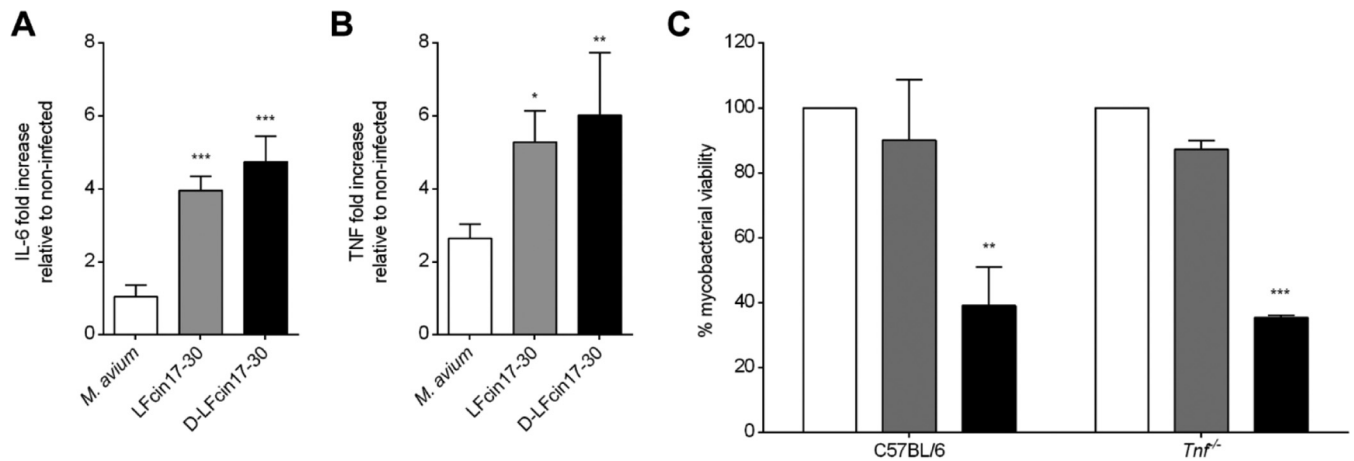 A
IL-6 fold increase
relative to non-infected
8
6
4
2
0
***
***
M. avium
LFcin17-30
D-LFcin17-30
B
TNF fold increase
relative to non-infected
8
6
4
2
0
*
**
M. avium
LFcin17-30
D-LFcin17-30
C
% mycobacterial viability
120
100
80
60
40
20
0
**
***
C57BL/6
Tnf-/-